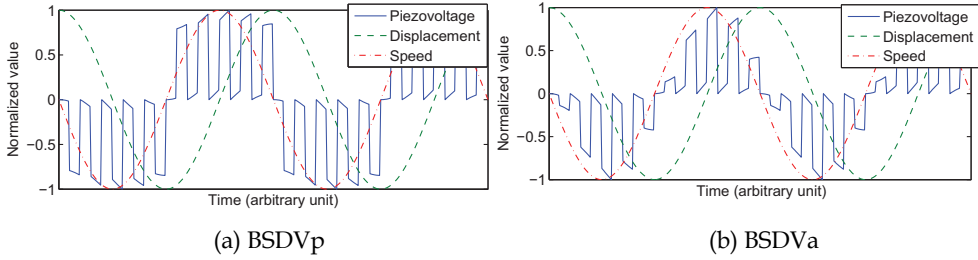 Normalized value
1
0.5
0
−0.5
−1
Piezovoltage
Displacement
Speed
Time (arbitrary unit)
(a) BSDVp
Normalized value
1
0.5
0
−0.5
−1
Piezovoltage
Displacement
Speed
Time (arbitrary unit)
(b) BSDVa